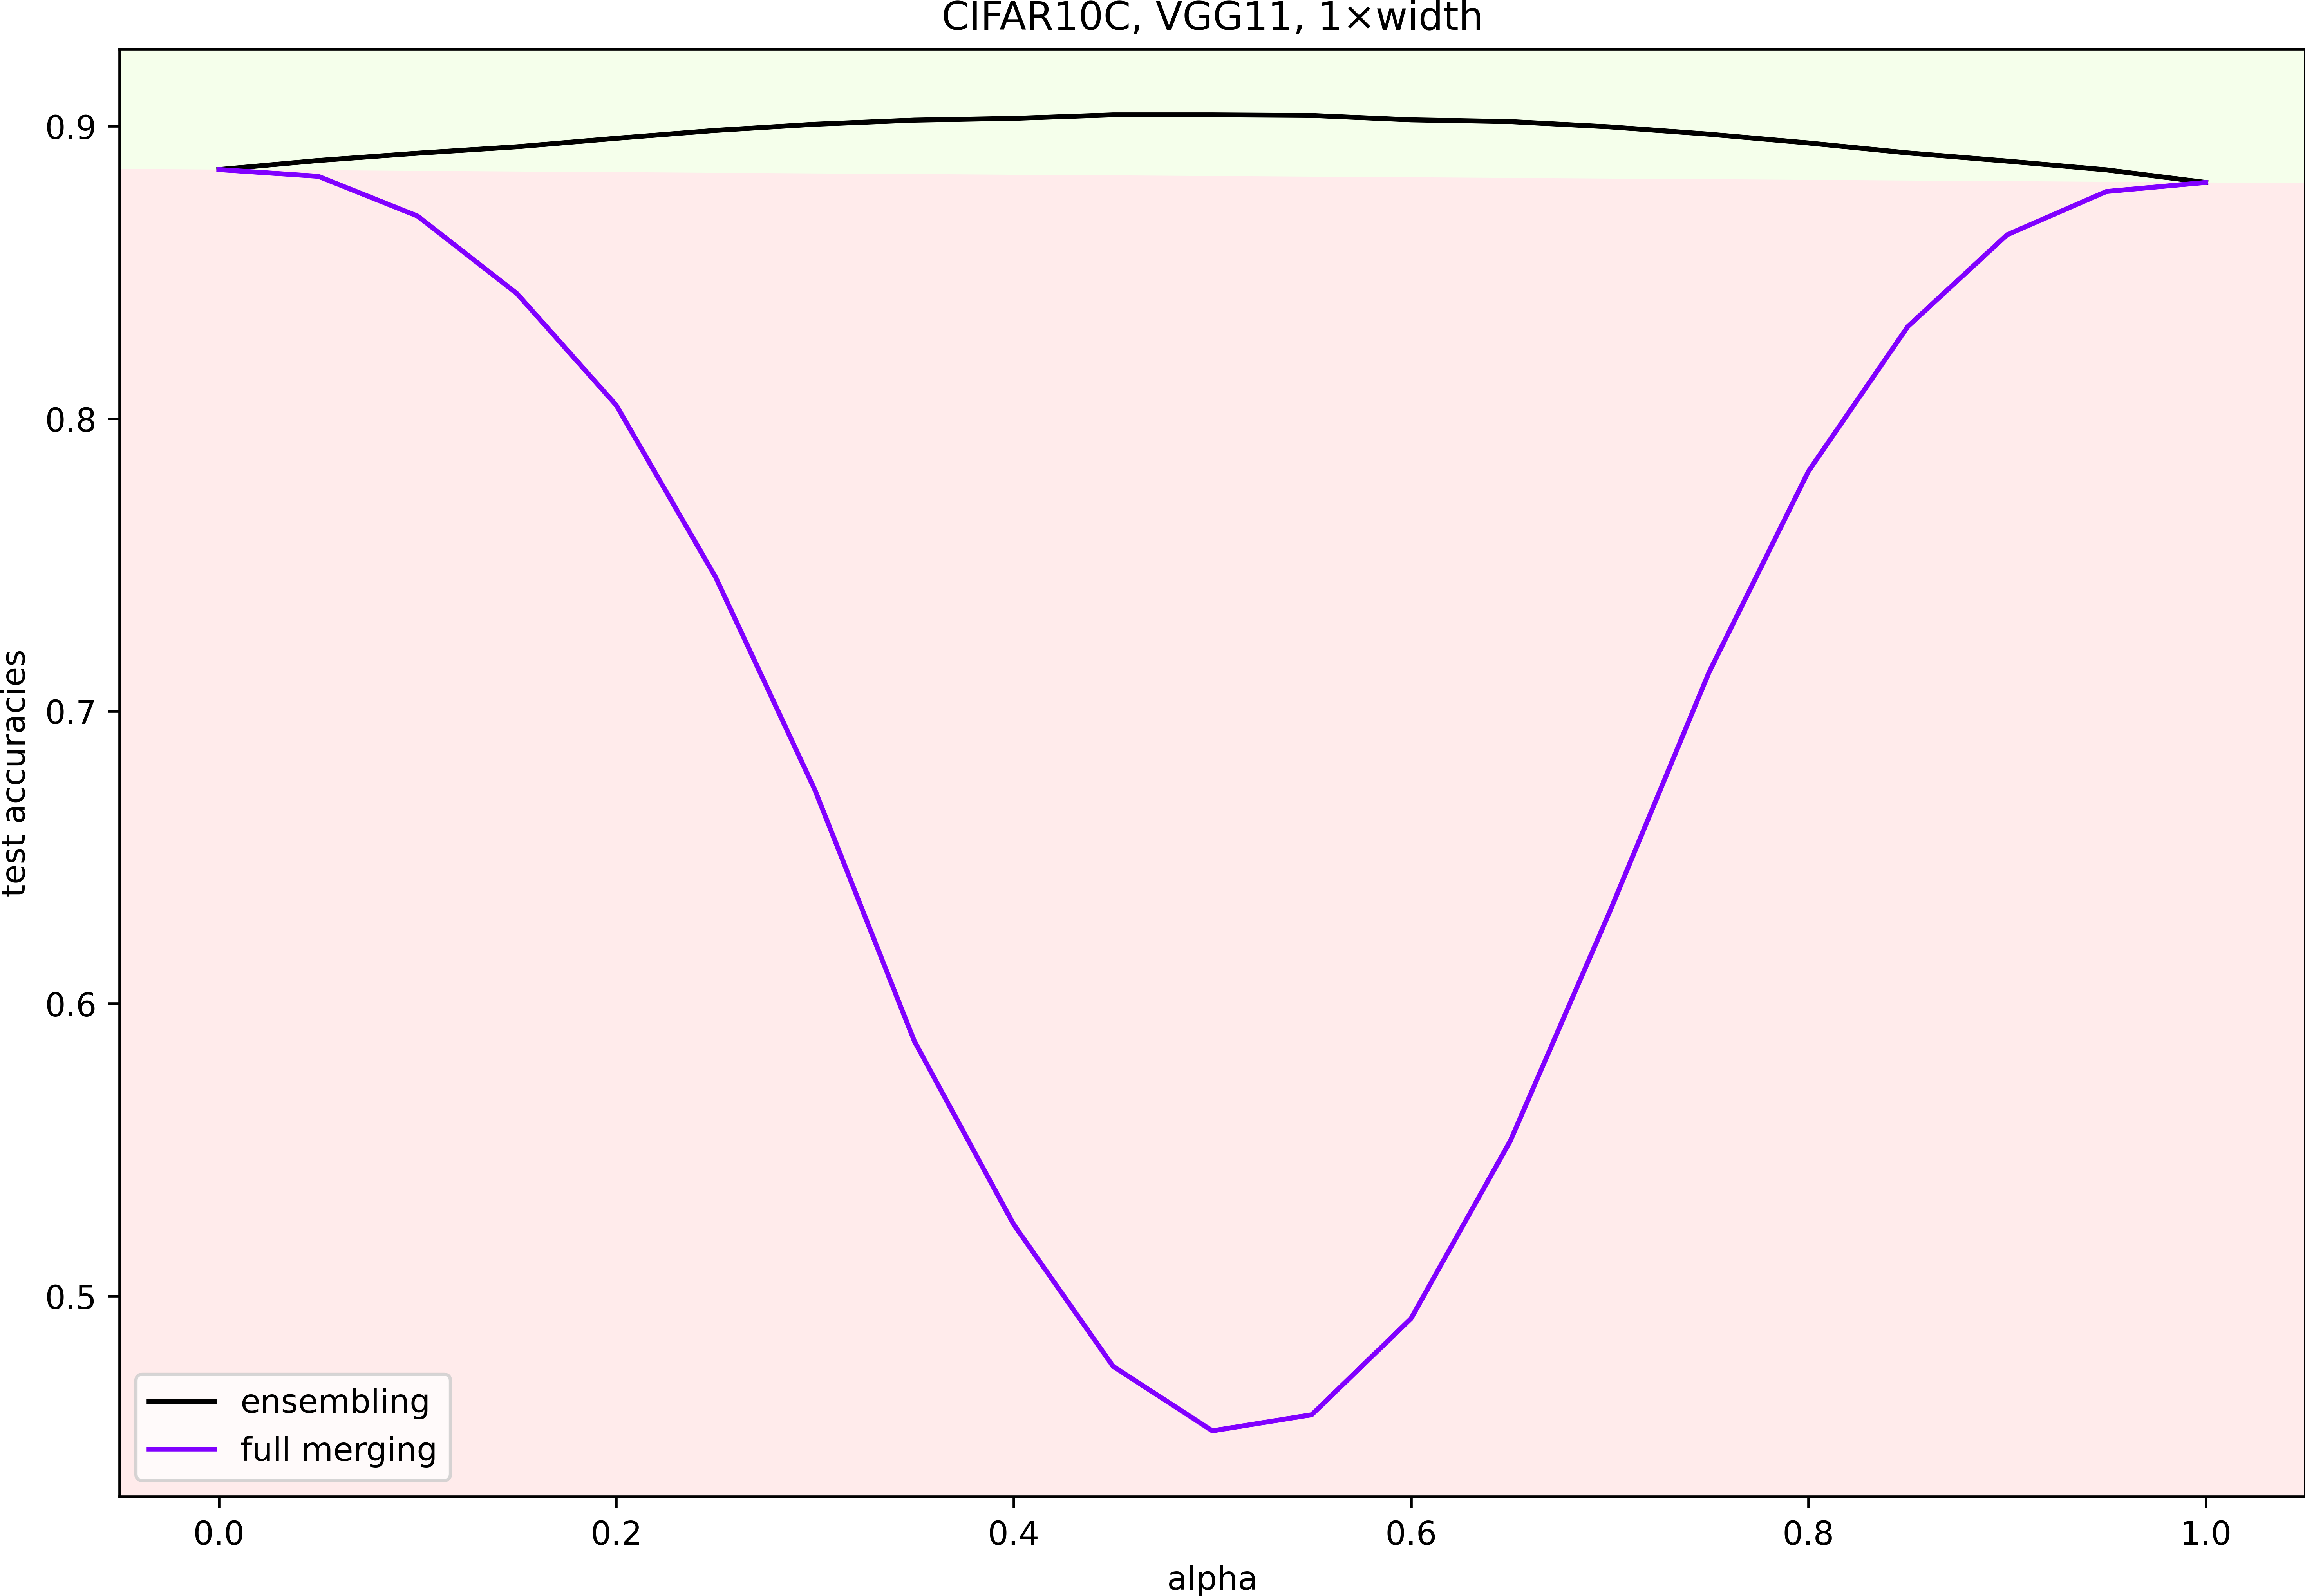 CIFAR10C, VGG11, 1×width
test accuracies
0.9
0.8
0.7
0.6
0.5
ensembling
full merging
0.0 0.2 0.4 0.6 0.8 1.0
alpha